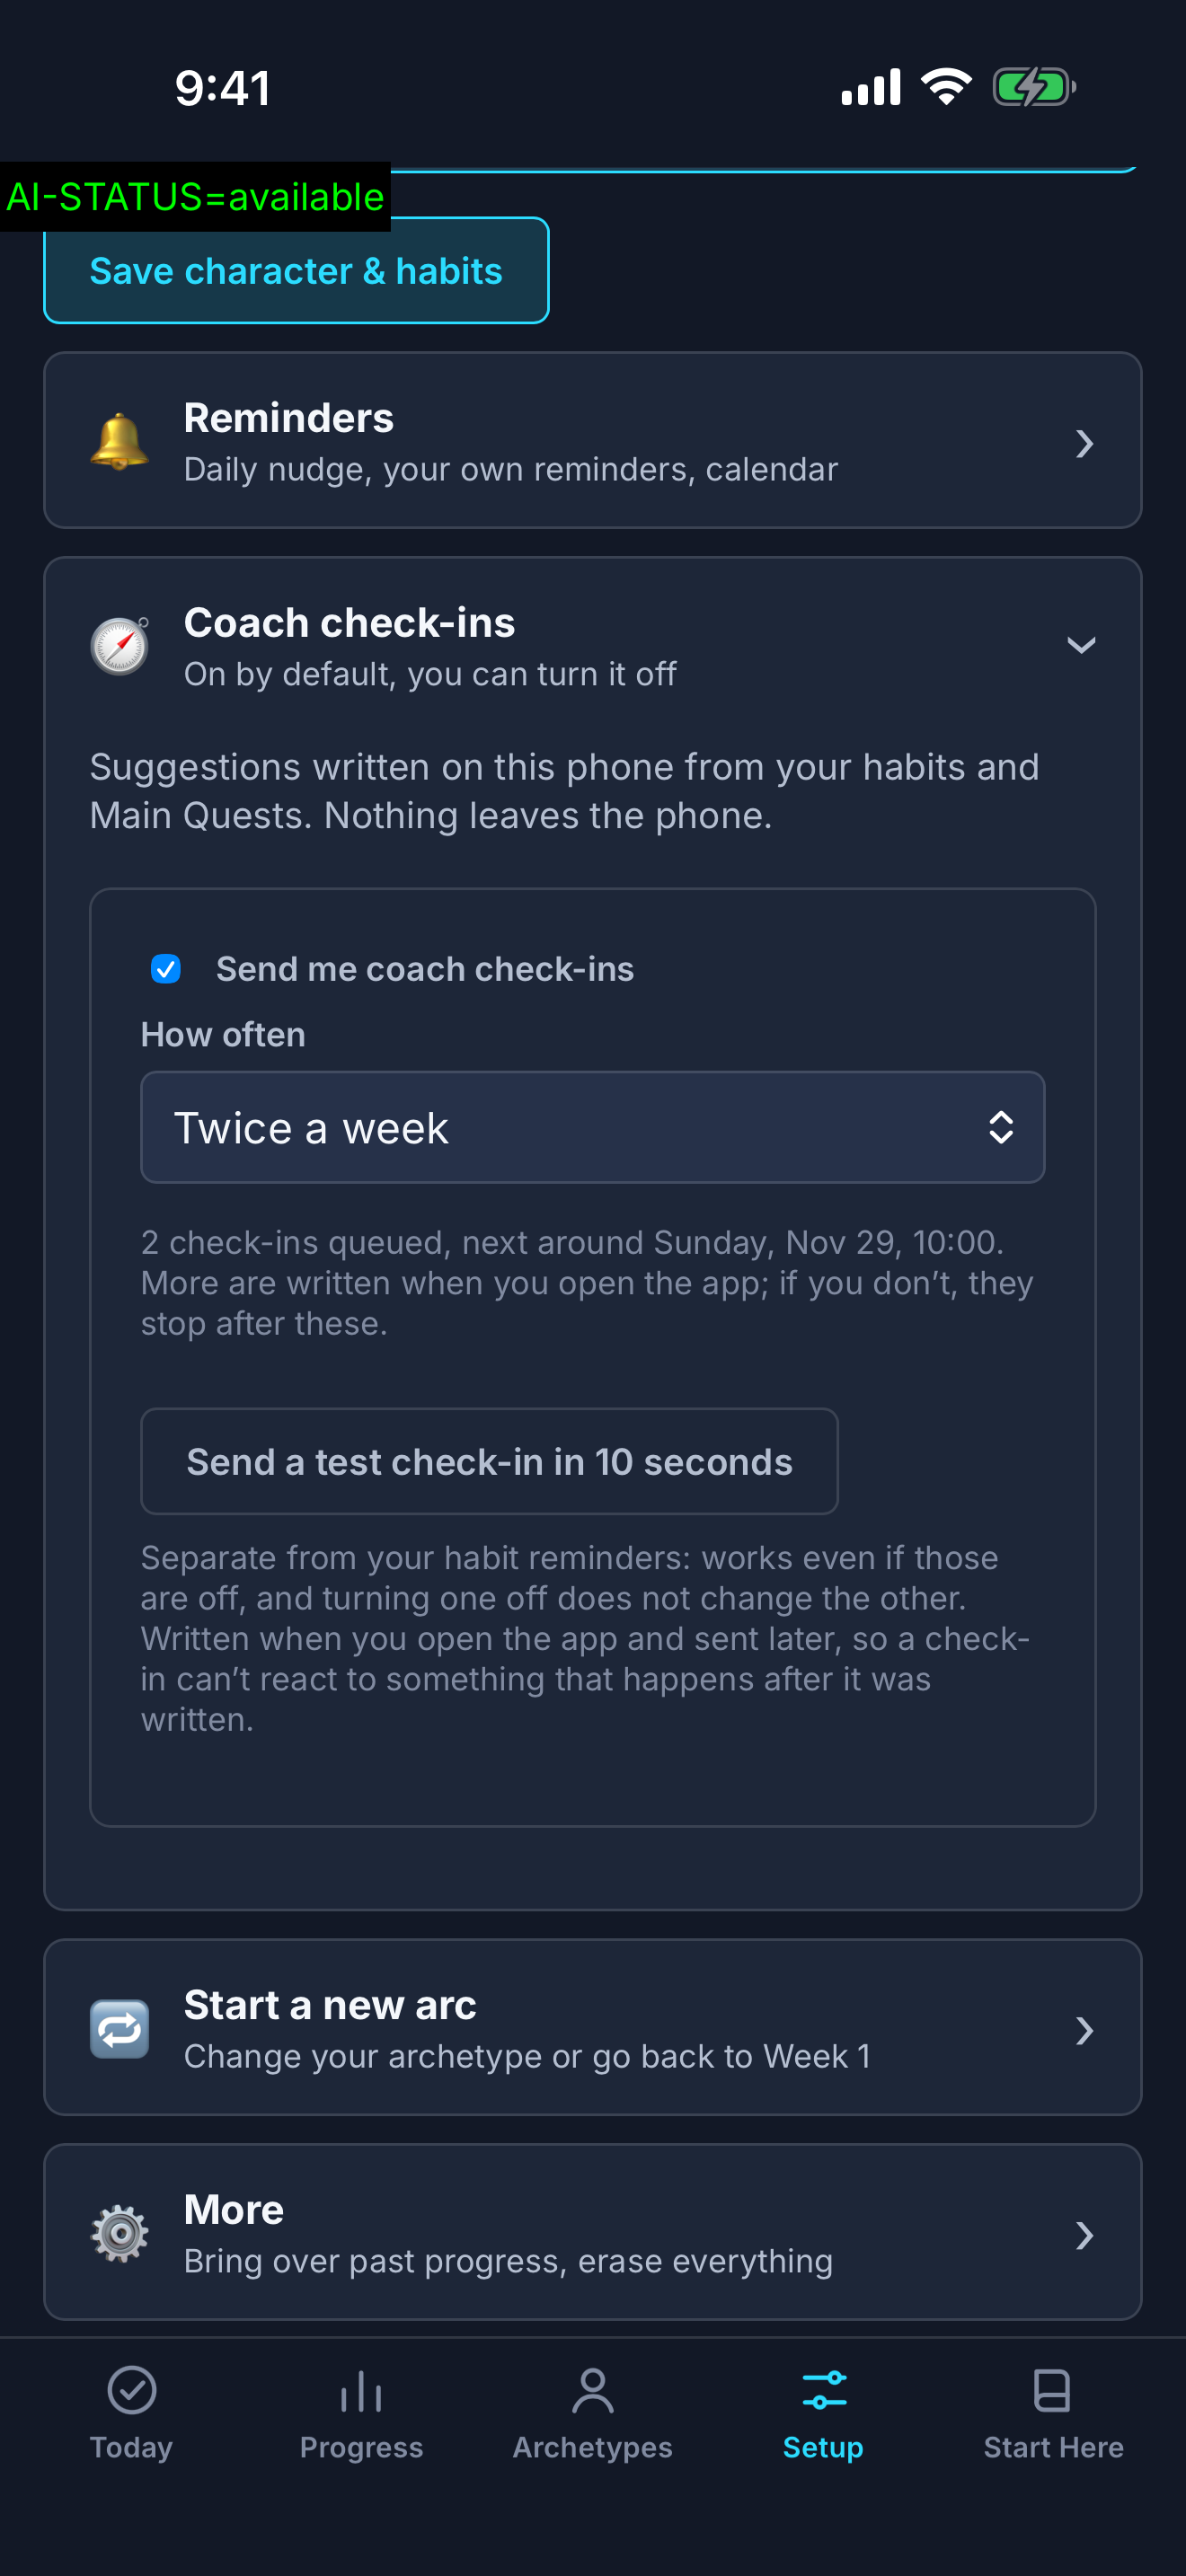 9:41
AI-STATUS=available
Save character & habits
Reminders
Daily nudge, your own reminders, calendar
Coach check-ins
On by default, you can turn it off
Suggestions written on this phone from your habits and
Main Quests. Nothing leaves the phone.
Send me coach check-ins
How often
Twice a week
2 check-ins queued, next around Sunday, Nov 29, 10:00.
More are written when you open the app; if you don’t, they
stop after these.
Send a test check-in in 10 seconds
Separate from your habit reminders: works even if those
are off, and turning one off does not change the other.
Written when you open the app and sent later, so a check-
in can’t react to something that happens after it was
written.
Start a new arc
Change your archetype or go back to Week 1
More
Bring over past progress, erase everything
Today
Progress
Archetypes
Setup
Start Here